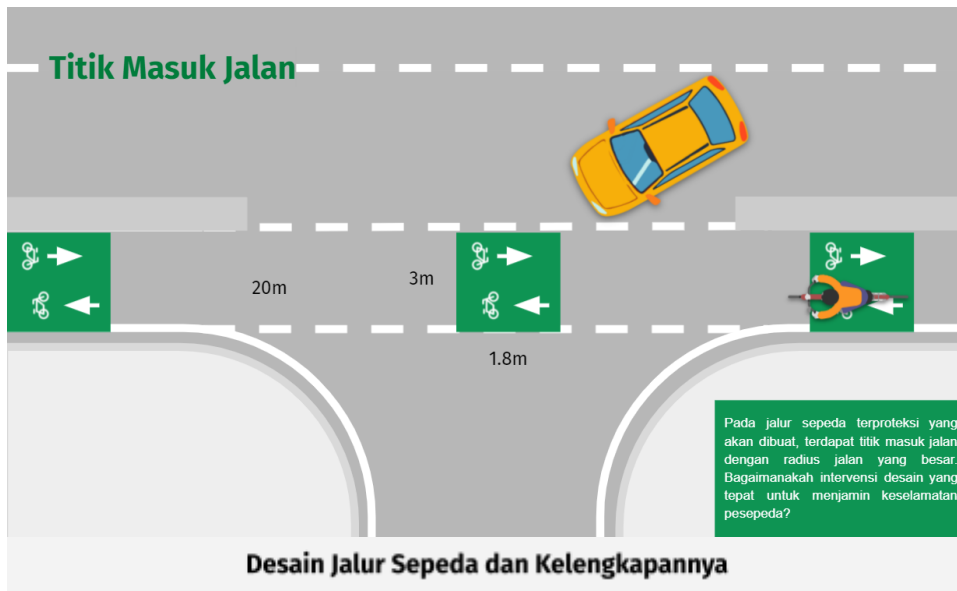 Titik Masuk Jalan
20m
3m
1.8m
Pada jalur sepeda terproteksi yang
akan dibuat, terdapat titik masuk jalan
dengan radius jalan yang besar.
Bagaimanakah intervensi desain yang
tepat untuk menjamin keselamatan
pesepeda?
Desain Jalur Sepeda dan Kelengkapannya